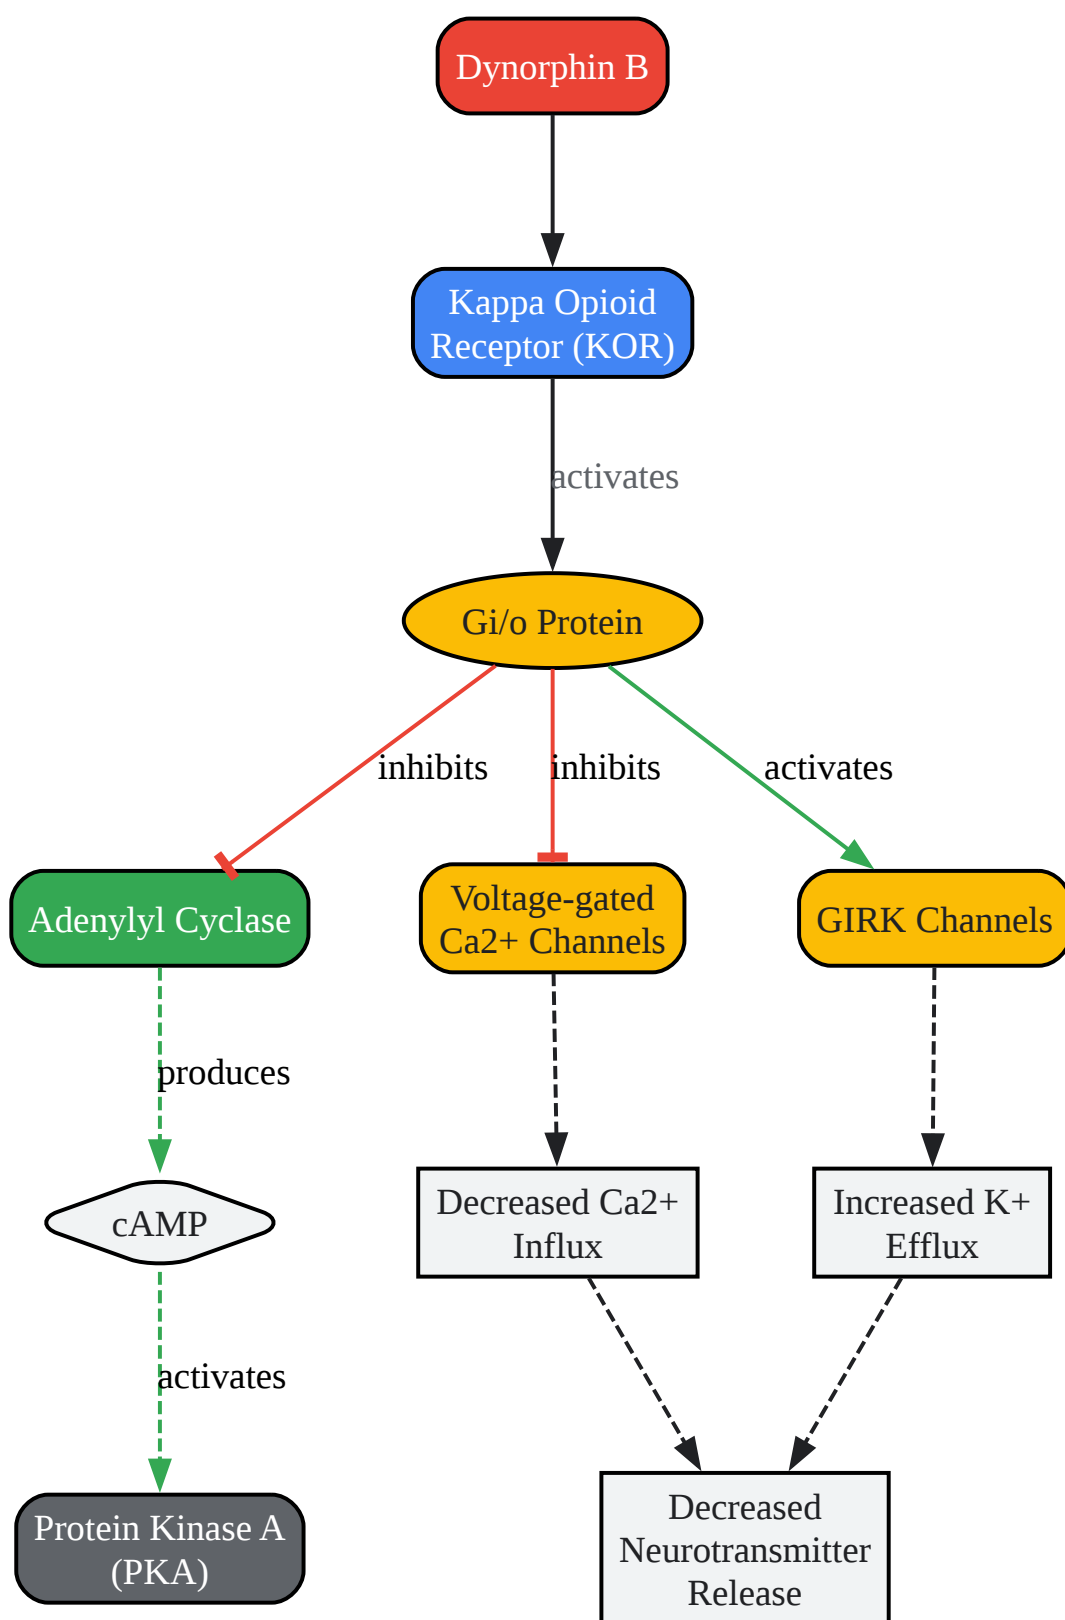 Dynorphin B
Kappa Opioid
Receptor (KOR)
activates
Gi/o Protein
inhibits
inhibits
activates
Adenylyl Cyclase
Voltage-gated
Ca2+ Channels
GIRK Channels
produces
cAMP
Decreased Ca2+
Influx
Increased K+
Efflux
activates
Protein Kinase A
(PKA)
Decreased
Neurotransmitter
Release